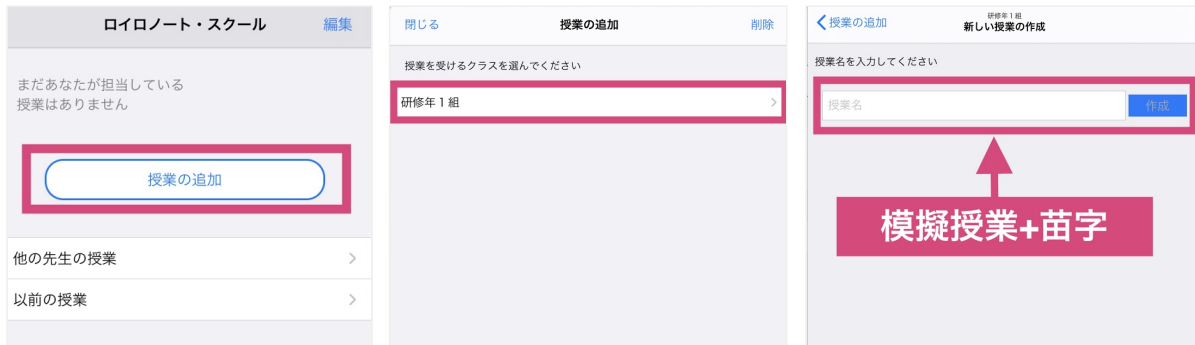 ロイロノート・スクール
編集
まだあなたが担当している
授業はありません
授業の追加
他の先生の授業
以前の授業
閉じる
授業の追加
削除
授業を受けるクラスを選んでください
研修年1組
授業の追加
研修年1組
新しい授業の作成
授業名を入力してください
授業名
作成
模擬授業+苗字